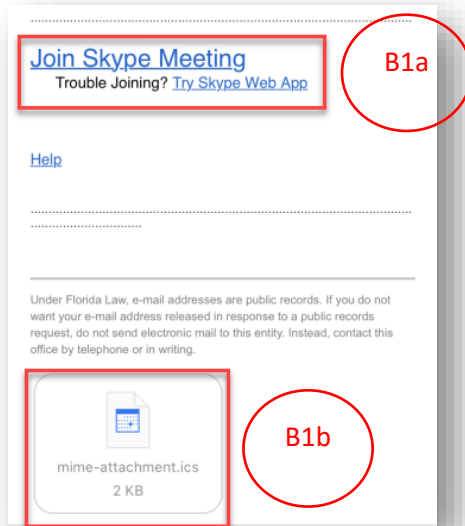 Join Skype Meeting
B1a
Trouble Joining? Try Skype Web App
Help
Under Florida Law, e-mail addresses are public records. If you do not
want your e-mail address released in response to a public records
request, do not send electronic mail to this entity. Instead, contact this
office by telephone or in writing.
mime-attachment.ics
2 KB
B1b